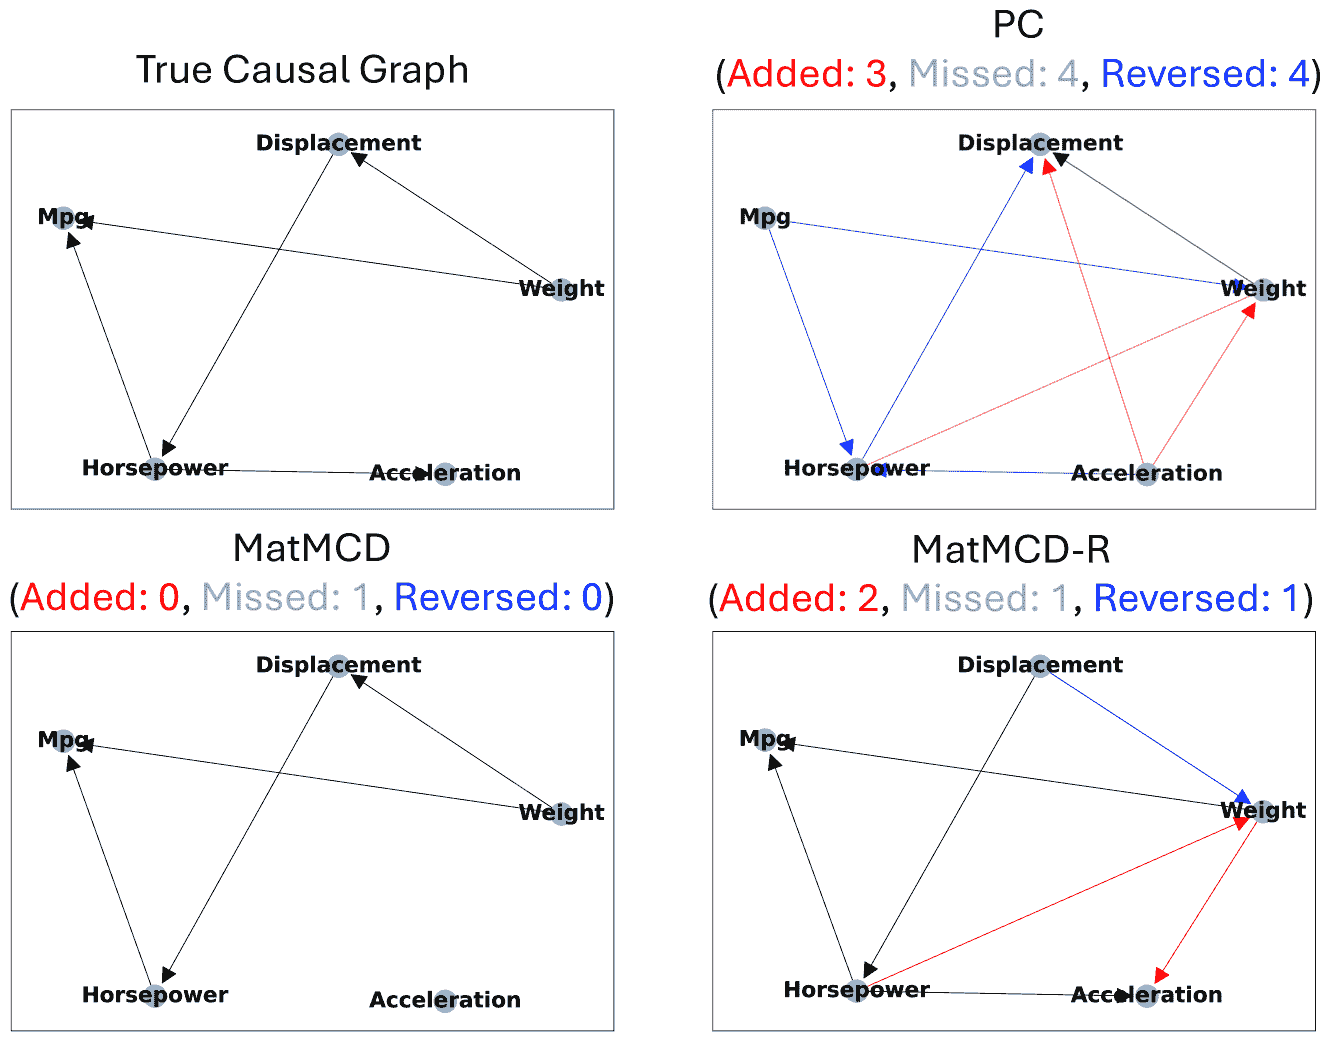 True Causal Graph
Displacement
Mpg
Weight
Horsepower
Acceleration
PC
(Added: 3, Missed: 4, Reversed: 4)
Displacement
Mpg
Weight
Horsepower
Acceleration
MatMCD
(Added: 0, Missed: 1, Reversed: 0)
Displacement
Mpg
Weight
Horsepower
Acceleration
MatMCD-R
(Added: 2, Missed: 1, Reversed: 1)
Displacement
Mpg
Weight
Horsepower
Acceleration